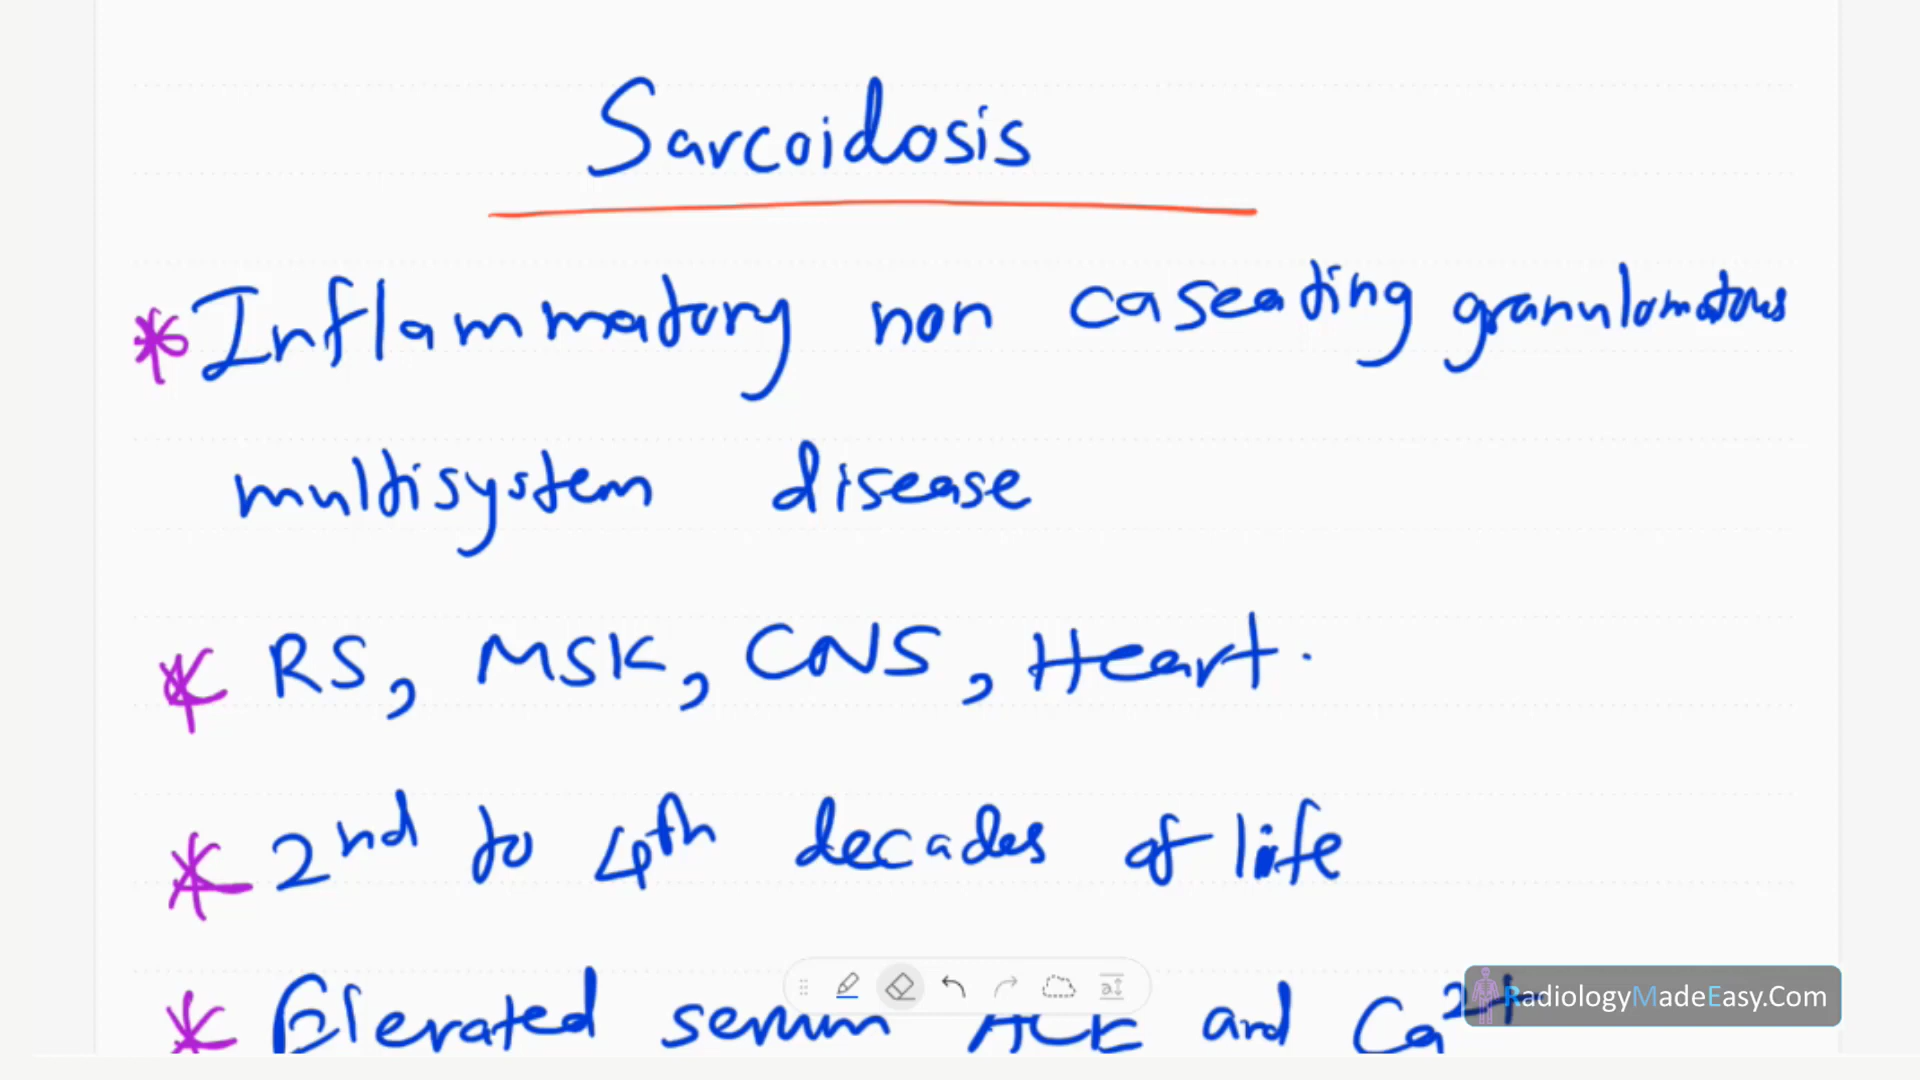 Sarcoidosis
* Inflammatory non caseating granulomatous
multisystem disease
* RS, MSK, CNS, Heart.
* 2nd to 4th decades of life
* Elevated serum ACE and Ca2+
RadiologyMadeEasy.Com